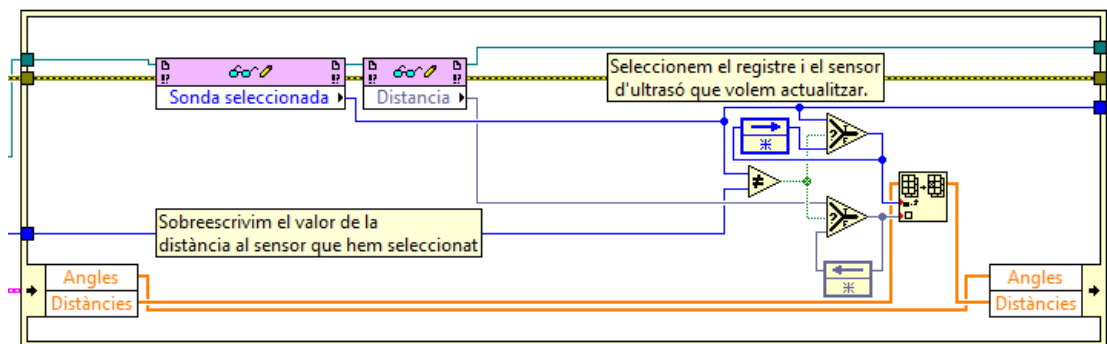 Sonda seleccionada
Distancia
Seleccionem el registre i el sensor
d'ultrasó que volem actualitzar.
Sobreescrivim el valor de la
distància al sensor que hem seleccionat
Angles
Distàncies
Angles
Distàncies